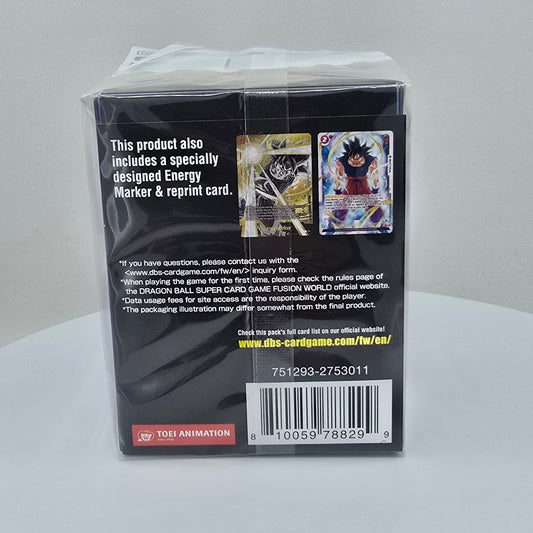 This product also
includes a specially
designed Energy
Marker & reprint card.
*If you have questions, please contact us with the
<www.dbs-cardgame.com/fw/en/> inquiry form.
*When playing the game for the first time, please check the rules page of
the DRAGON BALL SUPER CARD GAME FUSION WORLD official website.
*Data usage fees for site access are the responsibility of the player.
*The packaging illustration may differ somewhat from the final product.
Check this pack's full card list on our official website!
www.dbs-cardgame.com/fw/en/
751293-2753011
TOEI ANIMATION
8 10059 78829 9